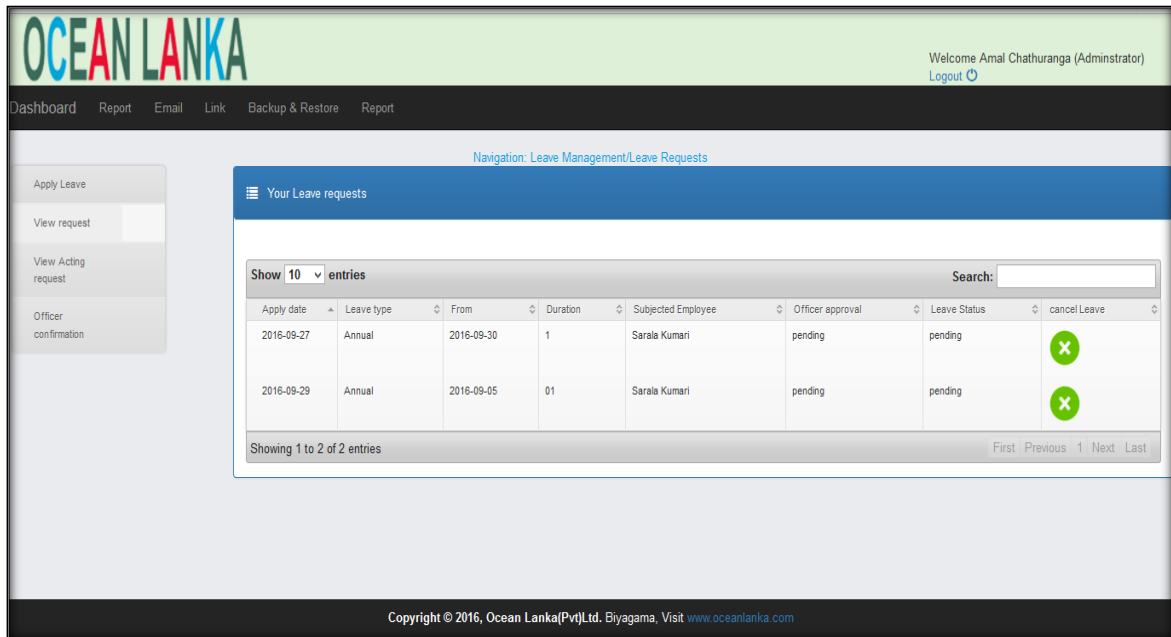 OCEAN LANKA
Welcome Amal Chathuranga (Adminstrator)
Logout
Dashboard Report Email Link Backup & Restore Report
Navigation: Leave Management/Leave Requests
Apply Leave
View request
View Acting
request
Officer
confirmation
Your Leave requests
Show 10 entries Search:
Apply date Leave type From Duration Subjected Employee Officer approval Leave Status cancel Leave
2016-09-27 Annual 2016-09-30 1 Sarala Kumari pending pending
2016-09-29 Annual 2016-09-05 01 Sarala Kumari pending pending
Showing 1 to 2 of 2 entries First Previous 1 Next Last
Copyright © 2016, Ocean Lanka(Pvt)Ltd. Biyagama, Visit www.oceanlanka.com